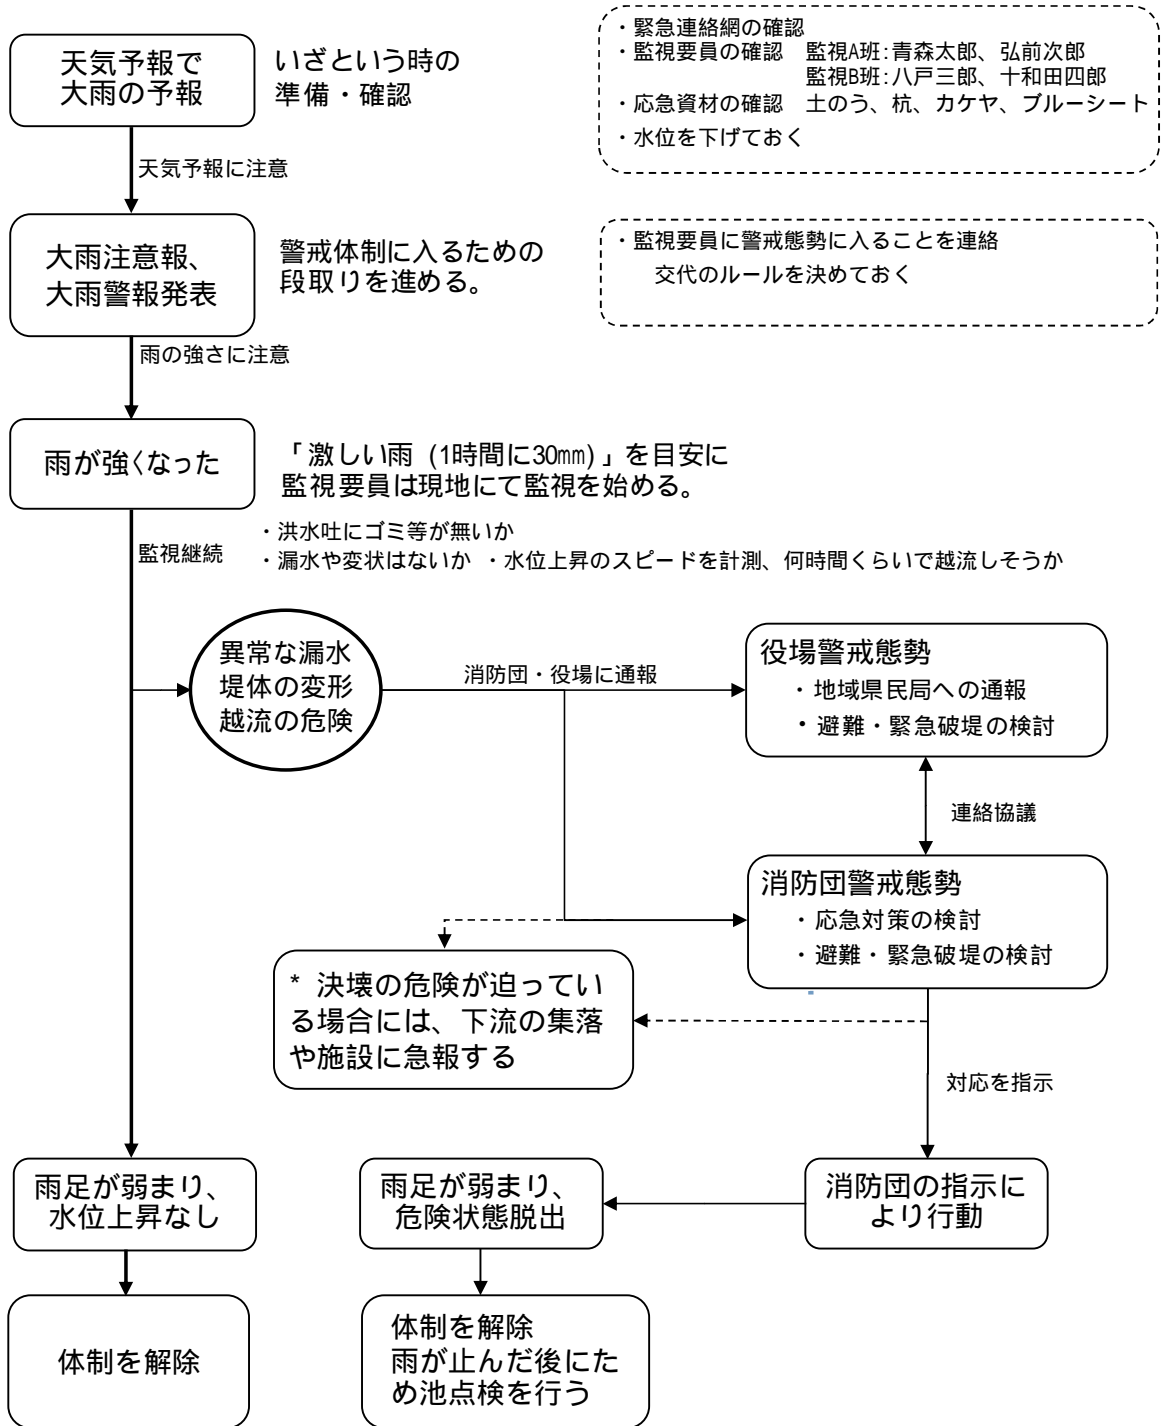 天気予報で
大雨の予報
いざという時の
準備・確認
・緊急連絡網の確認
・監視要員の確認　監視A班:青森太郎、弘前次郎
監視B班:八戸三郎、十和田四郎
・応急資材の確認　土のう、杭、カケヤ、ブルーシート
・水位を下げておく
天気予報に注意
大雨注意報、
大雨警報発表
警戒体制に入るための
段取りを進める。
・監視要員に警戒態勢に入ることを連絡
交代のルールを決めておく
雨の強さに注意
雨が強くなった
「激しい雨 (1時間に30mm)」を目安に
監視要員は現地にて監視を始める。
監視継続
・洪水吐にゴミ等が無いか
・漏水や変状はないか ・水位上昇のスピードを計測、何時間くらいで越流しそうか
異常な漏水
堤体の変形
越流の危険
消防団・役場に通報
役場警戒態勢
・地域県民局への通報
・避難・緊急破堤の検討
連絡協議
消防団警戒態勢
・応急対策の検討
・避難・緊急破堤の検討
* 決壊の危険が迫ってい
る場合には、下流の集落
や施設に急報する
対応を指示
雨足が弱まり、
水位上昇なし
雨足が弱まり、
危険状態脱出
消防団の指示に
より行動
体制を解除
体制を解除
雨が止んだ後にた
め池点検を行う